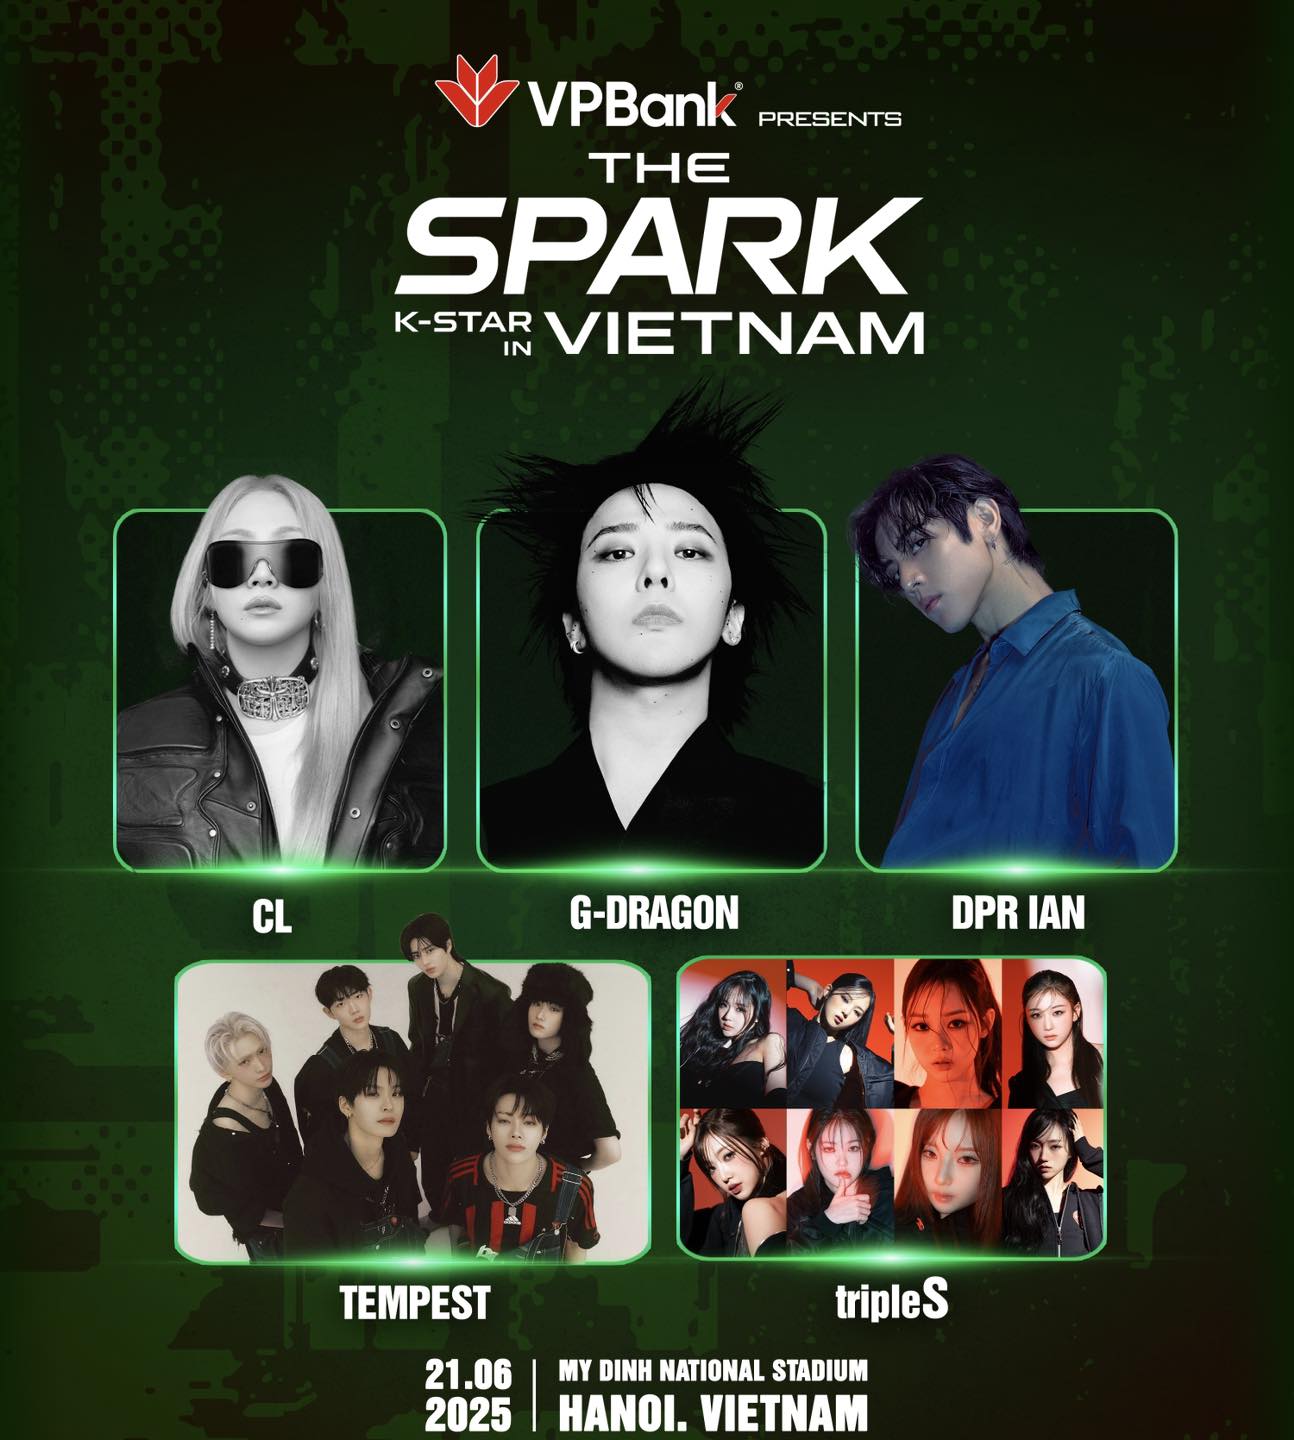 VPBank® PRESENTS
THE
SPARK
K-STAR IN VIETNAM
CL
G-DRAGON
DPR IAN
TEMPEST
tripleS
21.06
2025
MY DINH NATIONAL STADIUM
HANOI. VIETNAM